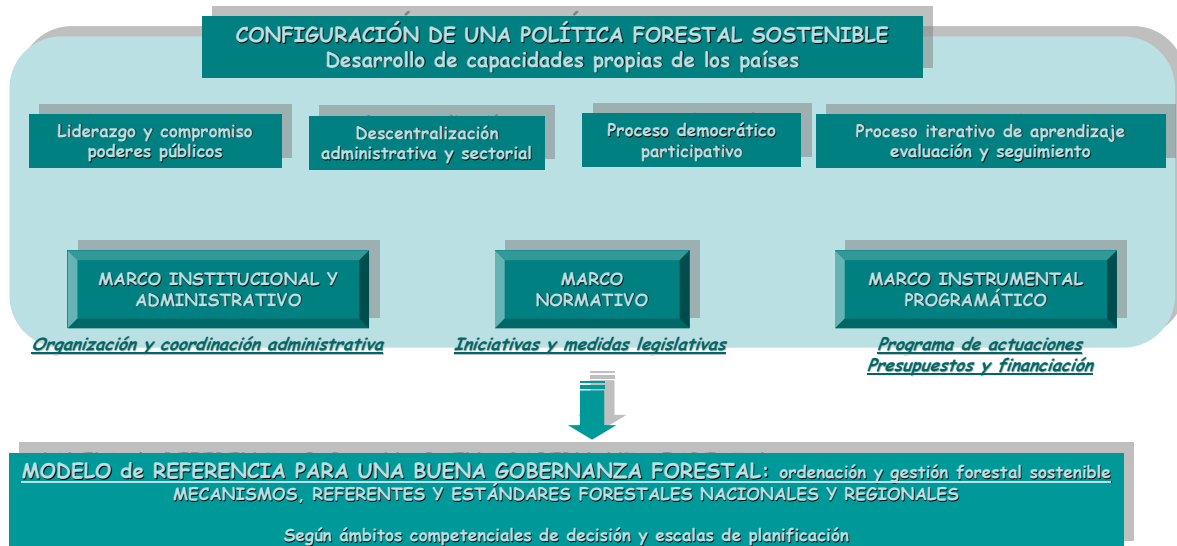 CONFIGURACIÓN DE UNA POLÍTICA FORESTAL SOSTENIBLE
Desarrollo de capacidades propias de los países
Liderazgo y compromiso
poderes públicos
Descentralización
administrativa y sectorial
Proceso democrático
participativo
Proceso iterativo de aprendizaje
evaluación y seguimiento
MARCO INSTITUCIONAL Y
ADMINISTRATIVO
MARCO
NORMATIVO
MARCO INSTRUMENTAL
PROGRAMÁTICO
Organización y coordinación administrativa
Iniciativas y medidas legislativas
Programa de actuaciones
Presupuestos y financiación
MODELO de REFERENCIA PARA UNA BUENA GOBERNANZA FORESTAL: ordenación y gestión forestal sostenible
MECANISMOS, REFERENTES Y ESTÁNDARES FORESTALES NACIONALES Y REGIONALES
Según ámbitos competenciales de decisión y escalas de planificación